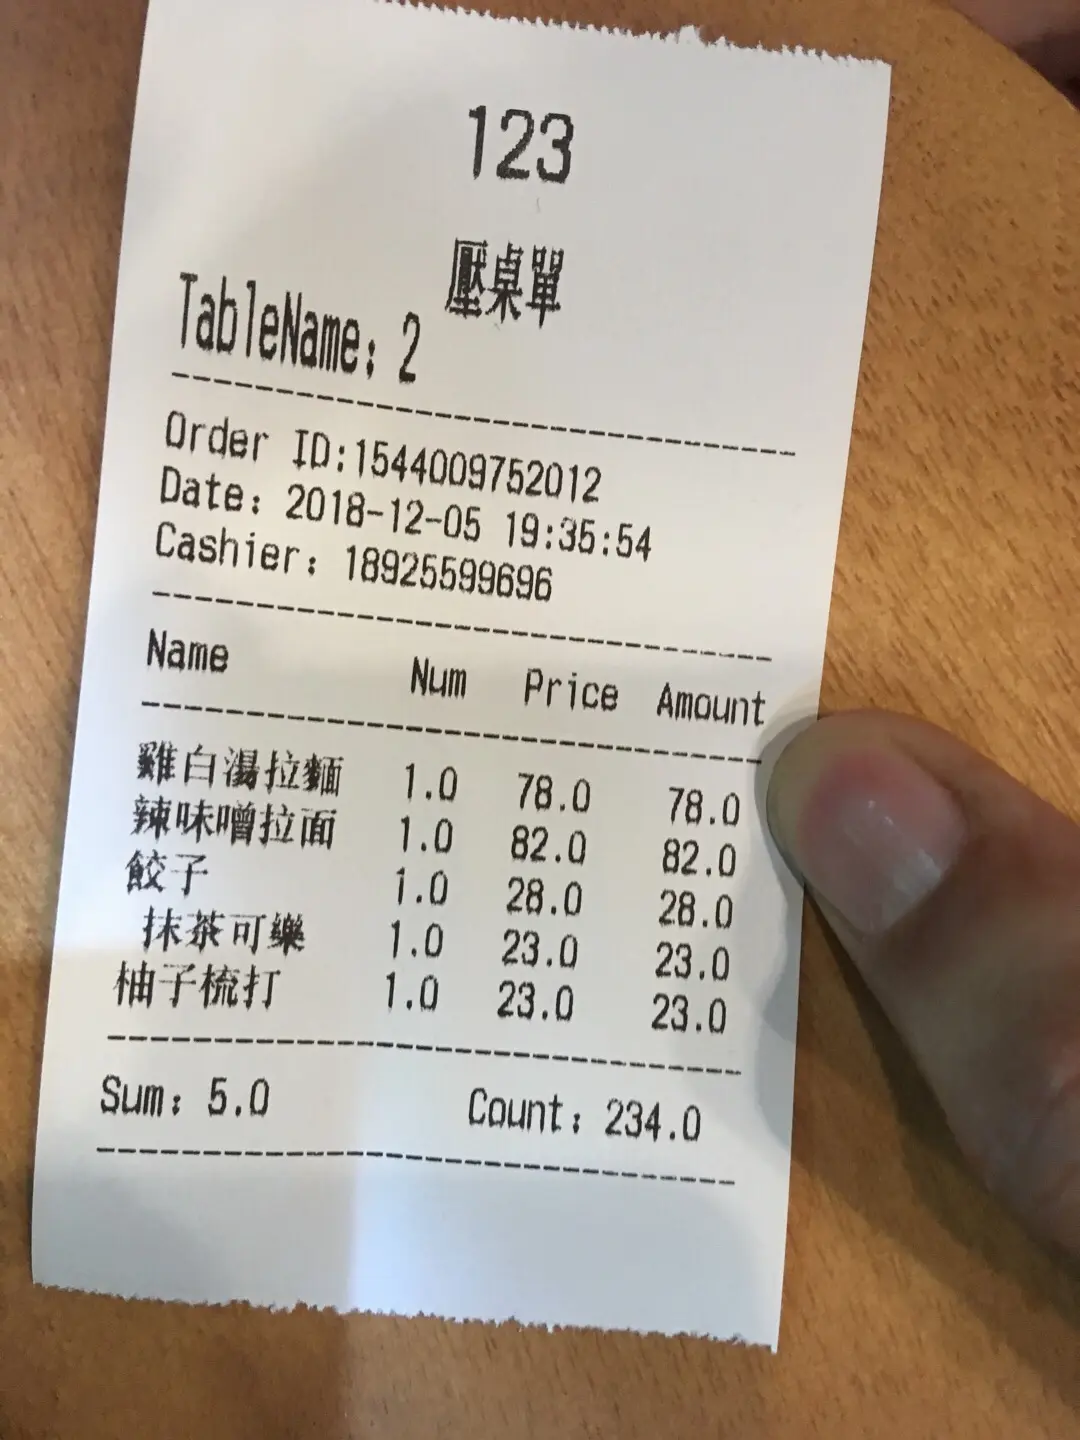 123
壓桌單
TableName: 2
Order ID:1544009752012
Date: 2018-12-05 19:35:54
Cashier: 18925599696
Name Num Price Amount
雞白湯拉麵 1.0 78.0 78.0
辣味噌拉面 1.0 82.0 82.0
餃子 1.0 28.0 28.0
抹茶可樂 1.0 23.0 23.0
柚子梳打 1.0 23.0 23.0
Sum: 5.0 Count: 234.0